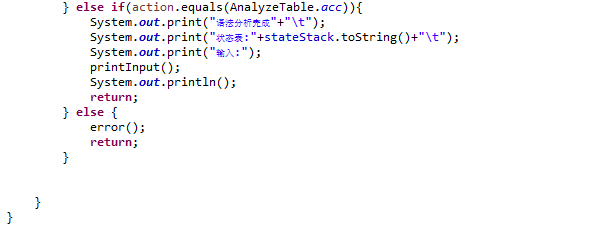 } else if(action.equals(AnalyzeTable.acc)){
System.out.print("语法分析完成"+"\t");
System.out.print("状态表:"+stateStack.toString()+"\t");
System.out.print("输入:");
printInput();
System.out.println();
return;
} else {
error();
return;
}
}
}